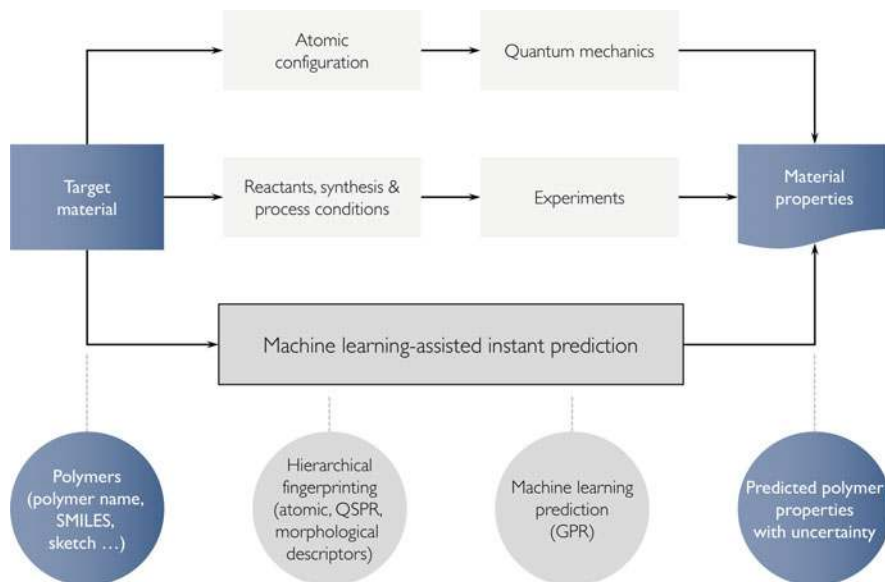 Atomic
configuration
Quantum mechanics
Target
material
Reactants, synthesis &
process conditions
Experiments
Material
properties
Machine learning-assisted instant prediction
Polymers
(polymer name,
SMILES,
sketch ...)
Hierarchical
fingerprinting
(atomic, QSPR,
morphological
descriptors)
Machine learning
prediction
(GPR)
Predicted polymer
properties
with uncertainty